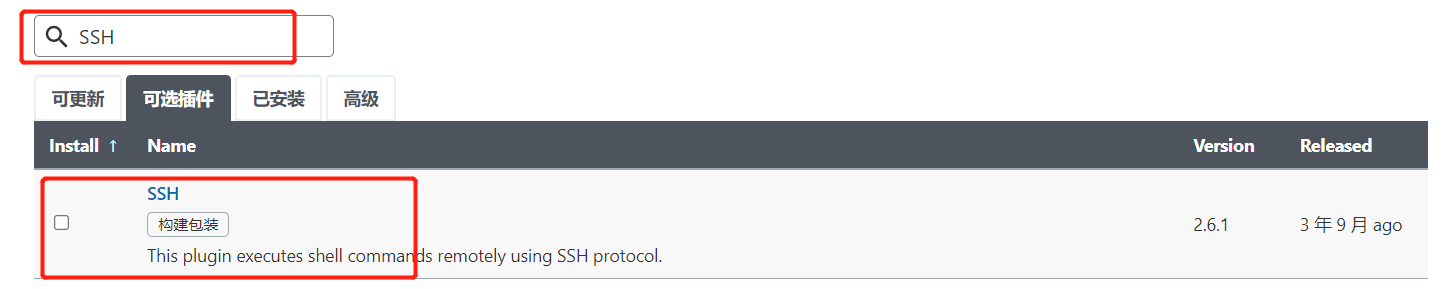 SSH
可更新 可选插件 已安装 高级
Install ↑ Name Version Released
SSH
构建包装
This plugin executes shell commands remotely using SSH protocol.
2.6.1
3 年 9 月 ago